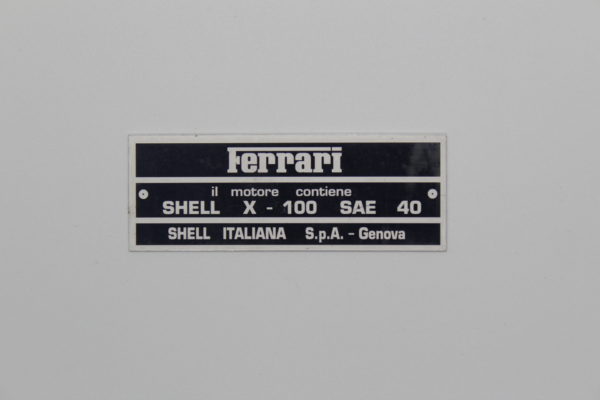 Ferrari
il motore contiene
SHELL X - 100 SAE 40
SHELL ITALIANA S.p.A. - Genova